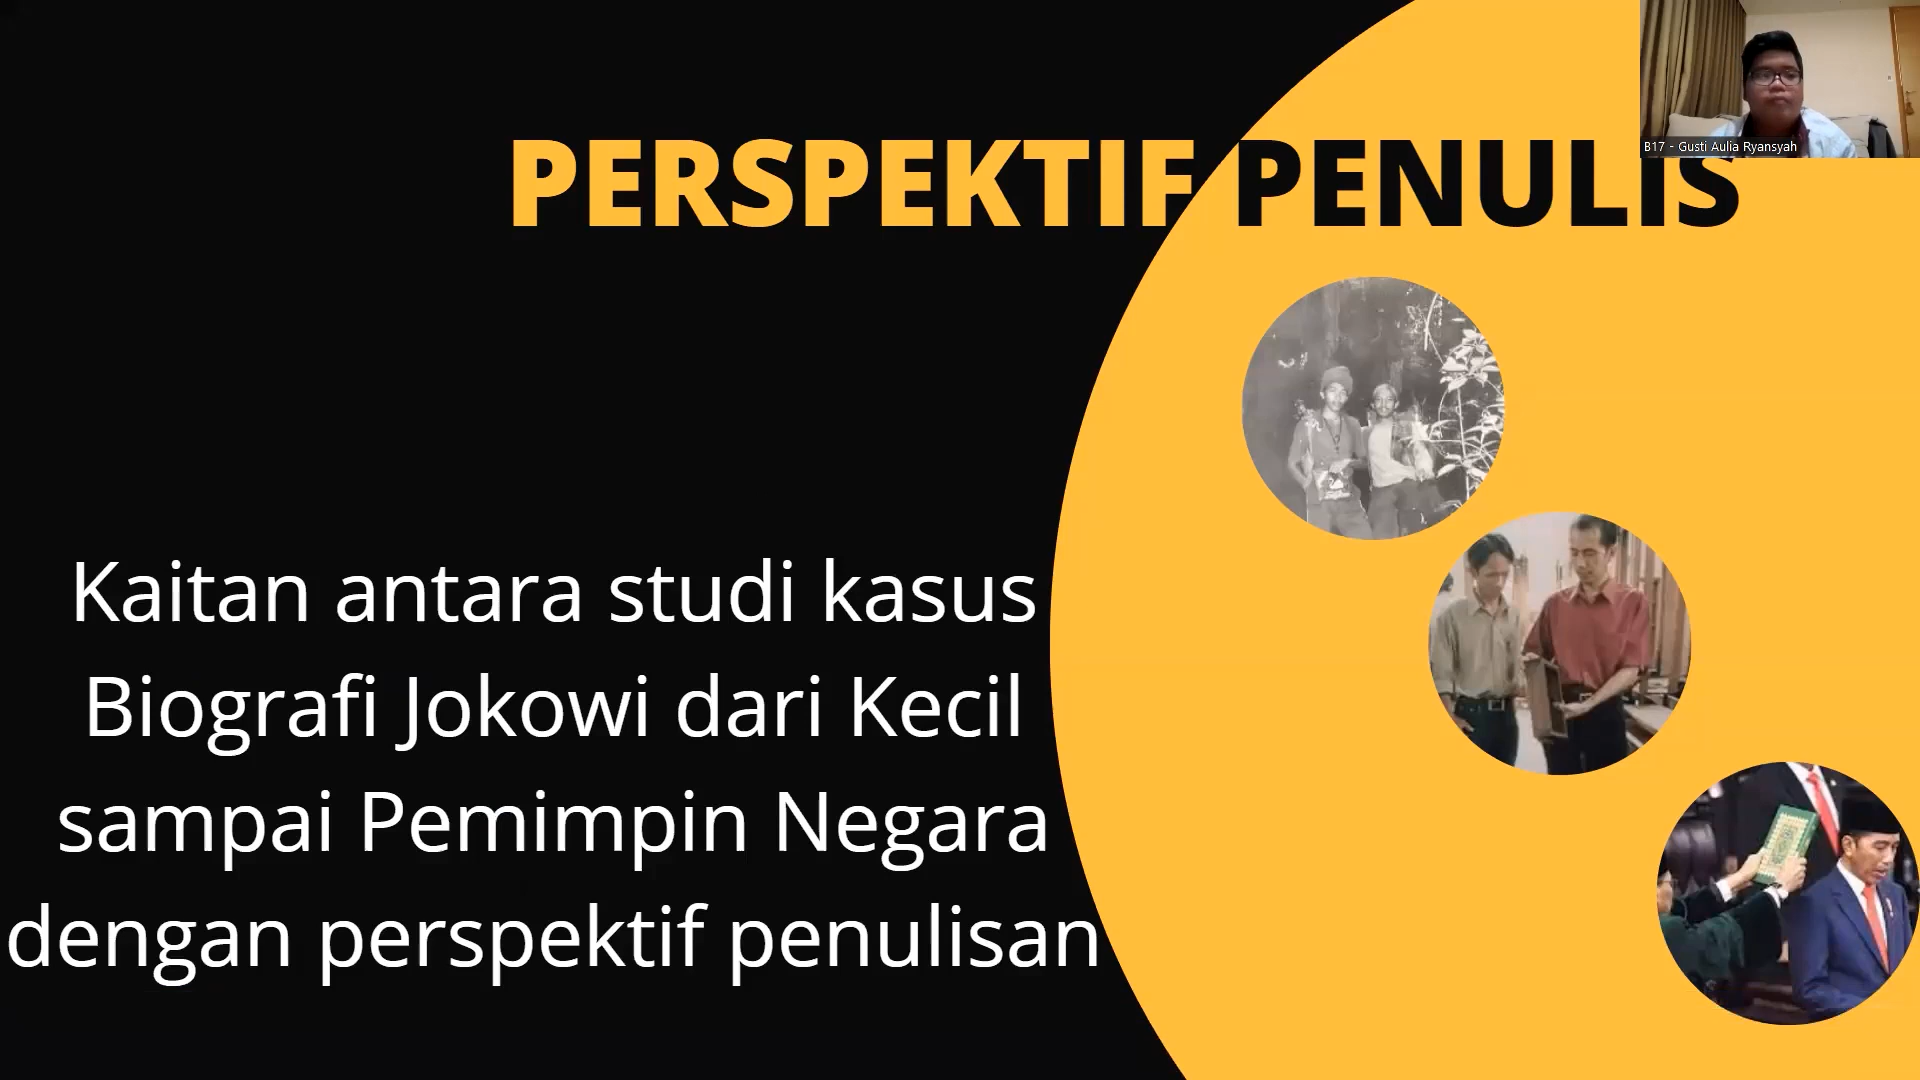 PERSPEKTIF PENULIS
B17 - Gusti Aulia Ryansyah
Kaitan antara studi kasus
Biografi Jokowi dari Kecil
sampai Pemimpin Negara
dengan perspektif penulisan